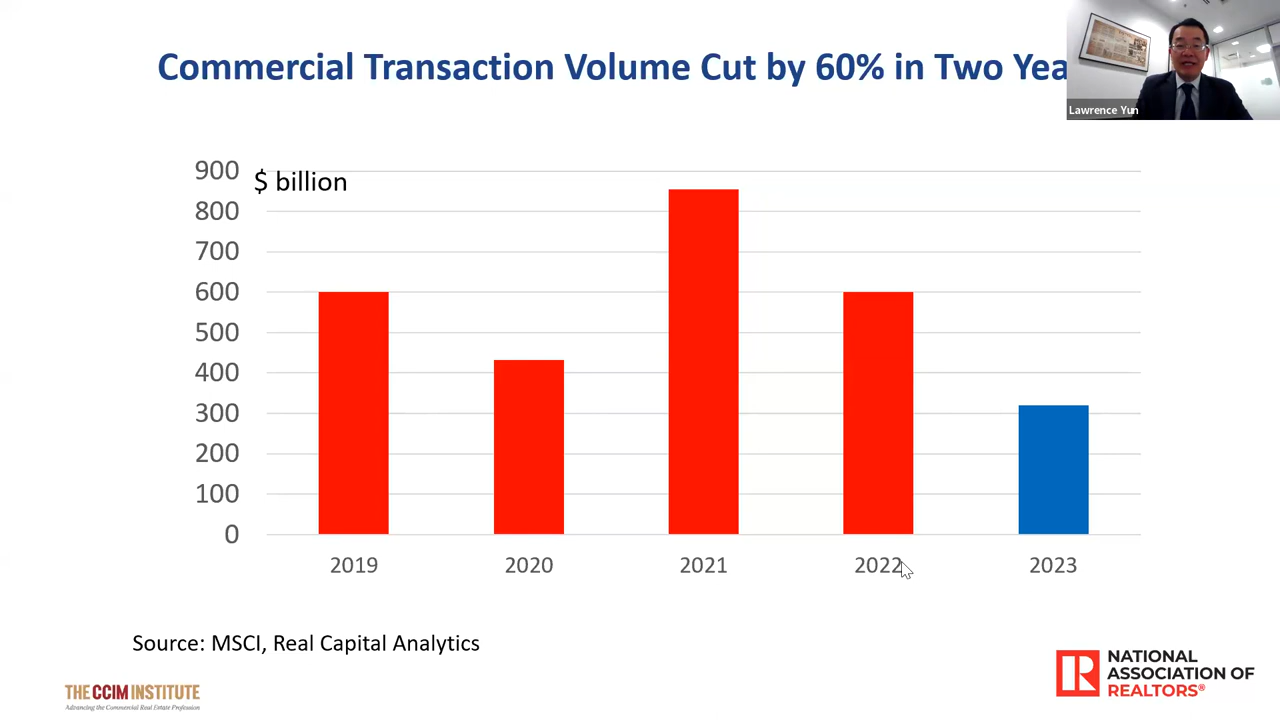 Commercial Transaction Volume Cut by 60% in Two Yea
Lawrence Yun
$ billion
900
800
700
600
500
400
300
200
100
0
2019
2020
2021
2022
2023
Source: MSCI, Real Capital Analytics
THE CCIM INSTITUTE
Advancing the Commercial Real Estate Profession
NATIONAL
ASSOCIATION OF
REALTORS®